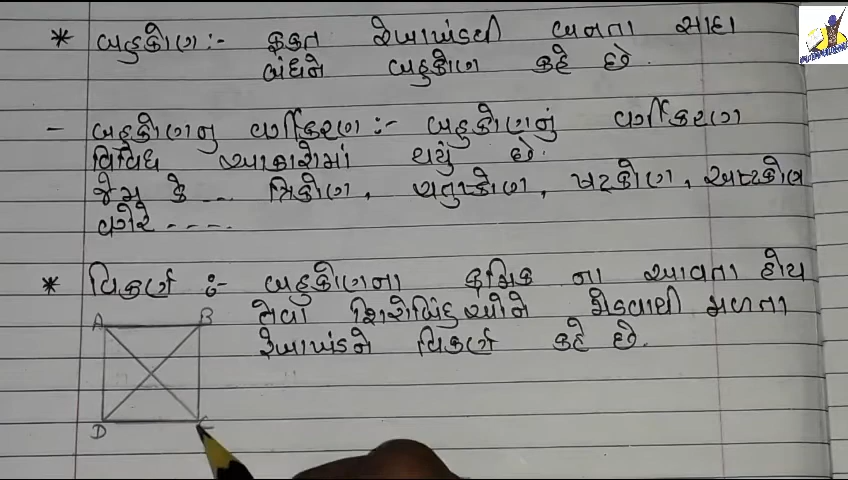 * બહુકોણ :- ફક્ત રેખાખંડથી બનતા સાદા
બંધને બહુકોણ કહે છે.
- બહુકોણનું વર્ગીકરણ :- બહુકોણનું વર્ગીકરણ
વિવિધ આકારોમાં થયું છે.
જેમ કે ... ત્રિકોણ, ચતુષ્કોણ, ષટકોણ, અષ્ટકોણ
વગેરે ----
* વિકર્ણ :- બહુકોણના ક્રમિક ના આવતા હોય
તેવા શિરોબિંદુઓને જોડવાથી મળતા
રેખાખંડને વિકર્ણ કહે છે.
A B
D C